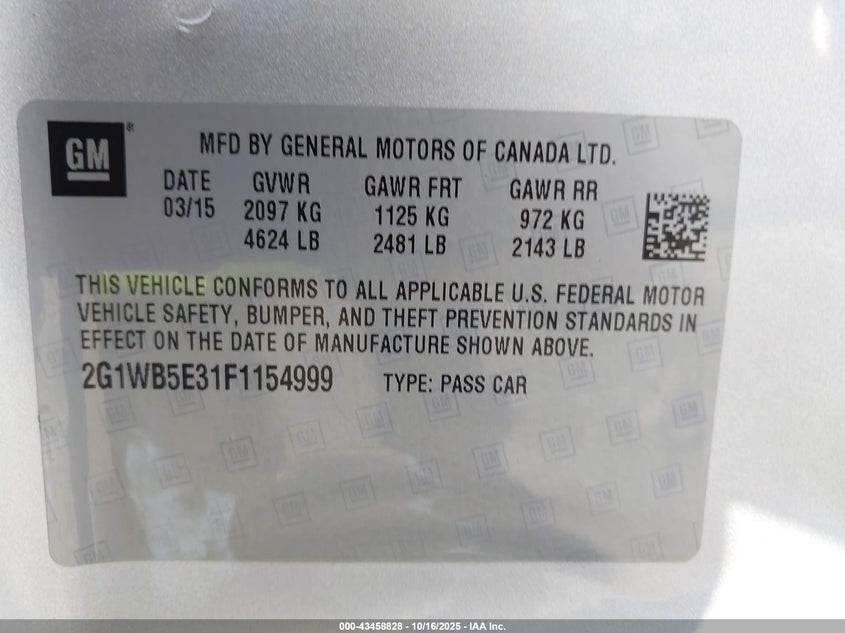 GM®
MFD BY GENERAL MOTORS OF CANADA LTD.
DATE GVWR GAWR FRT GAWR RR
03/15 2097 KG 1125 KG 972 KG
4624 LB 2481 LB 2143 LB
THIS VEHICLE CONFORMS TO ALL APPLICABLE U.S. FEDERAL MOTOR
VEHICLE SAFETY, BUMPER, AND THEFT PREVENTION STANDARDS IN
EFFECT ON THE DATE OF MANUFACTURE SHOWN ABOVE.
2G1WB5E31F1154999 TYPE: PASS CAR
000-43458828 - 10/16/2025 - IAA Inc.